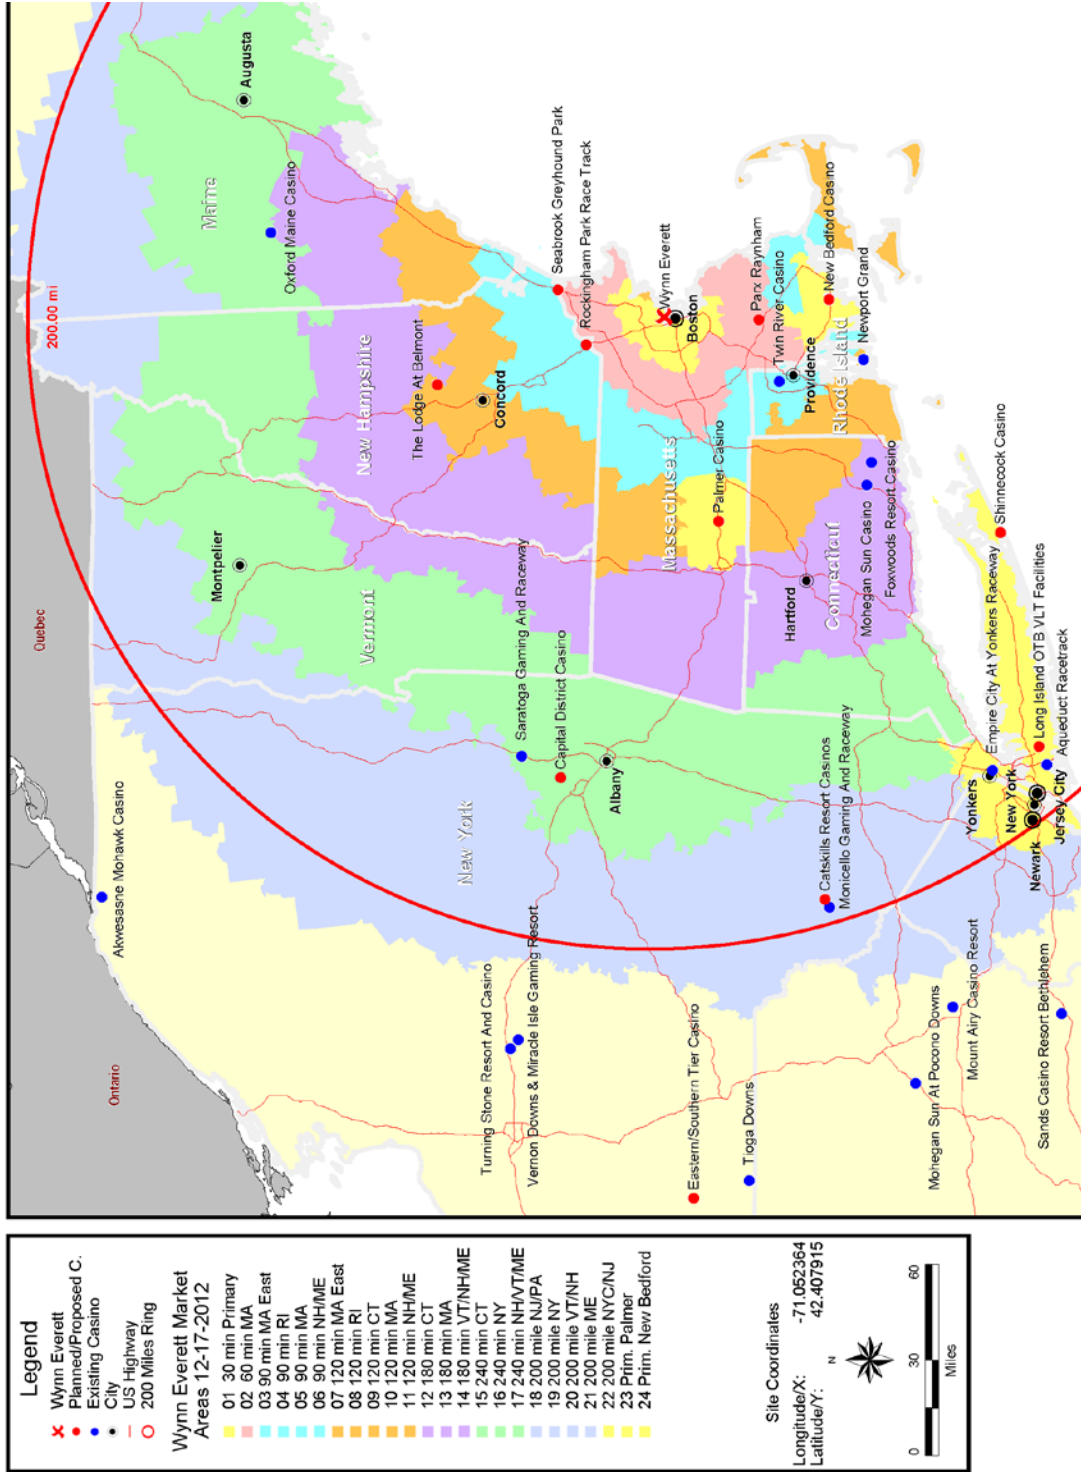 Legend
Wynn Everett
Planned/Proposed C.
Existing Casino
City
US Highway
200 Miles Ring
Wynn Everett Market
Areas 12-17-2012
01 30 min Primary
02 60 min MA
03 90 min MA East
04 90 min RI
05 90 min MA
06 90 min NH/ME
07 120 min MA East
08 120 min RI
09 120 min CT
10 120 min MA
11 120 min NH/ME
12 180 min CT
13 180 min MA
14 180 min VT/NH/ME
15 240 min CT
16 240 min NY
17 240 min NH/VT/ME
18 200 mile NJ/PA
19 200 mile NY
20 200 mile VT/NH
21 200 mile ME
22 200 mile NYC/NJ
23 Prim. Palmer
24 Prim. New Bedford
Site Coordinates
Longitude/X: -71.052364
Latitude/Y: 42.407915
N
0 30 60
Miles
Ontario
Quebec
200.00 mi
Akwesasne Mohawk Casino
Montpelier
Augusta
Maine
Oxford Maine Casino
Vermont
New Hampshire
The Lodge At Belmont
Concord
New York
Turning Stone Resort And Casino
Vernon Downs & Miracle Isle Gaming Resort
Saratoga Gaming And Raceway
Capital District Casino
Albany
Seabrook Greyhound Park
Rockingham Park Race Track
Wynn Everett
Boston
Massachusetts
Palmer Casino
Parx Raynham
Twin River Casino
Providence
New Bedford Casino
Rhode Island
Newport Grand
Eastern/Southern Tier Casino
Tioga Downs
Hartford
Connecticut
Mohegan Sun Casino
Foxwoods Resort Casino
Catskills Resort Casinos
Monicello Gaming And Raceway
Mohegan Sun At Pocono Downs
Mount Airy Casino Resort
Sands Casino Resort Bethlehem
Yonkers
Empire City At Yonkers Raceway
Shinnecock Casino
New York
Newark
Jersey City
Long Island OTB VLT Facilities
Aqueduct Racetrack